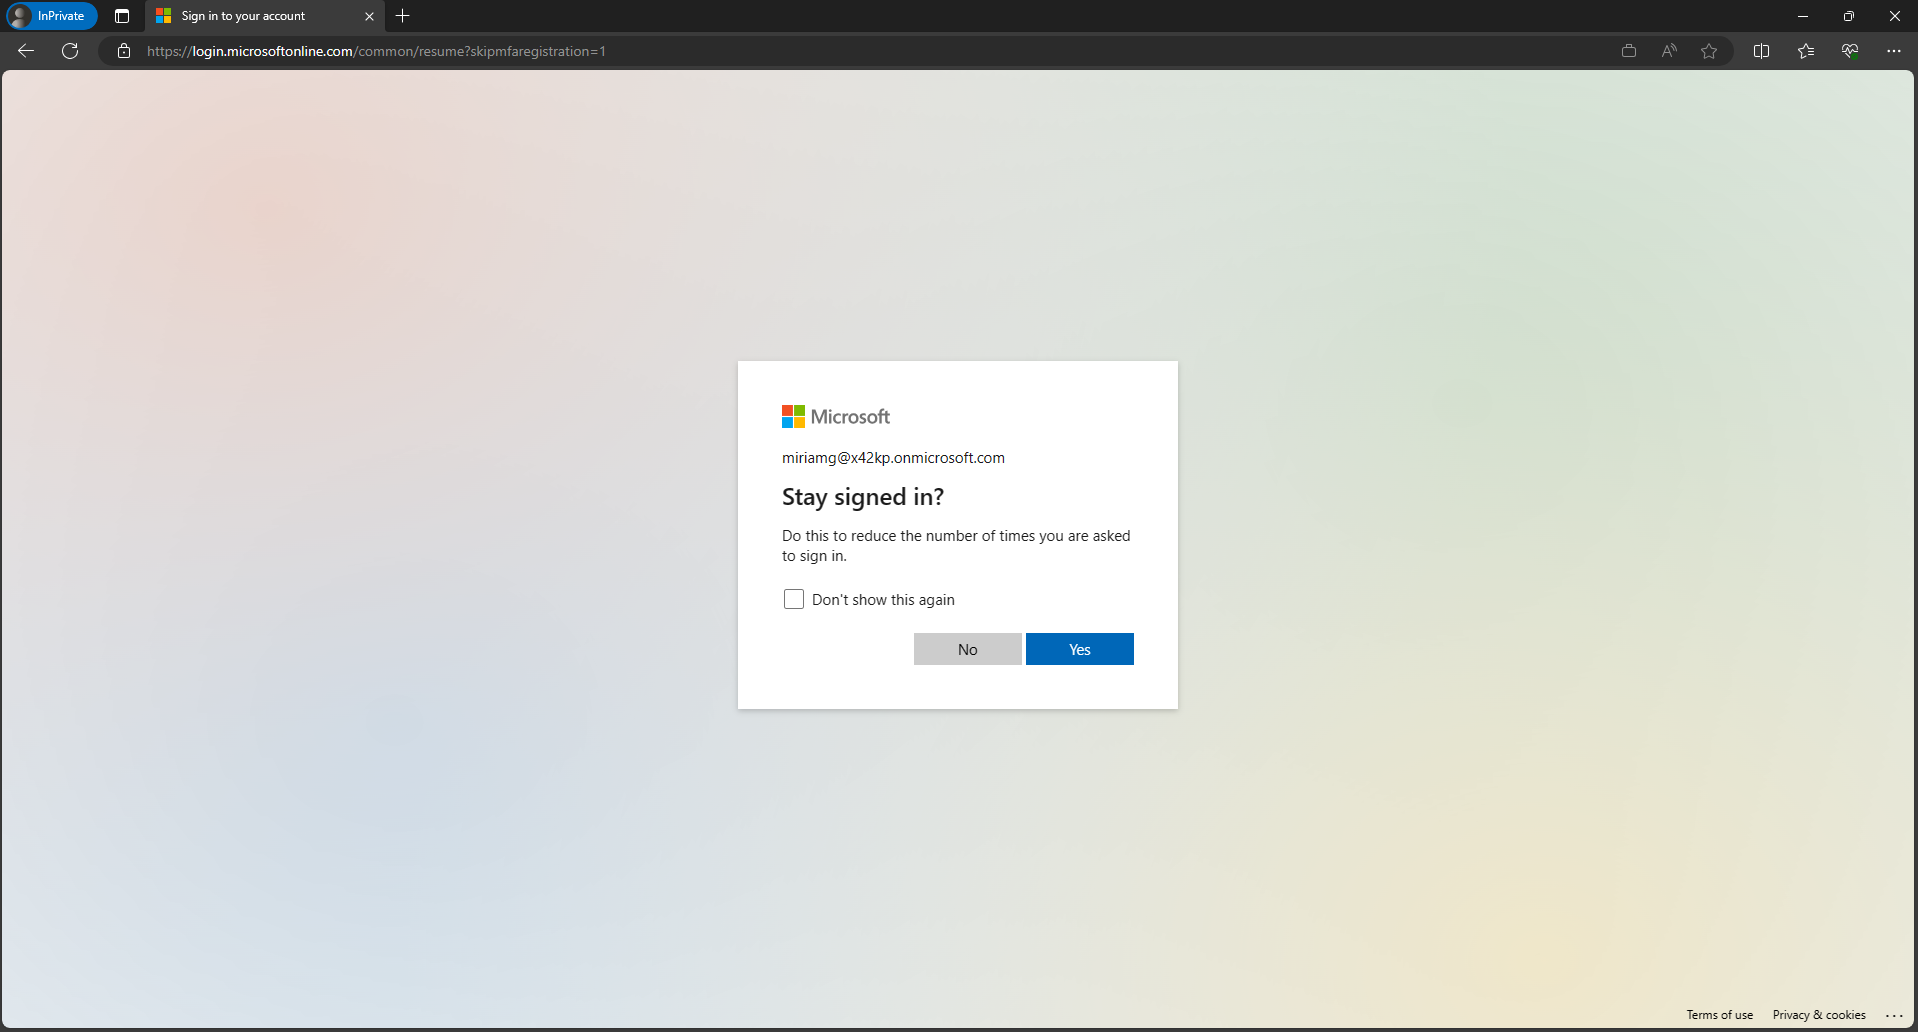 InPrivate
Sign in to your account
https://login.microsoftonline.com/common/resume?skipmfaregistration=1
Microsoft
miriamg@x42kp.onmicrosoft.com
Stay signed in?
Do this to reduce the number of times you are asked
to sign in.
Don't show this again
No Yes
Terms of use Privacy & cookies ...